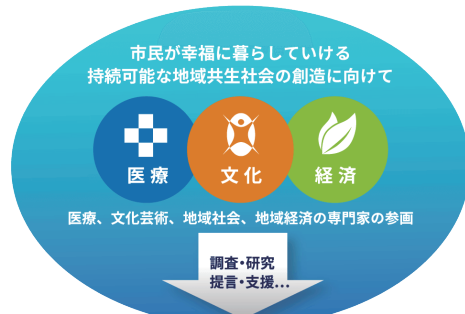 市民が幸福に暮らしていける
持続可能な地域共生社会の創造に向けて
医療
文化
経済
医療、文化芸術、地域社会、地域経済の専門家の参画
調査・研究
提言・支援…